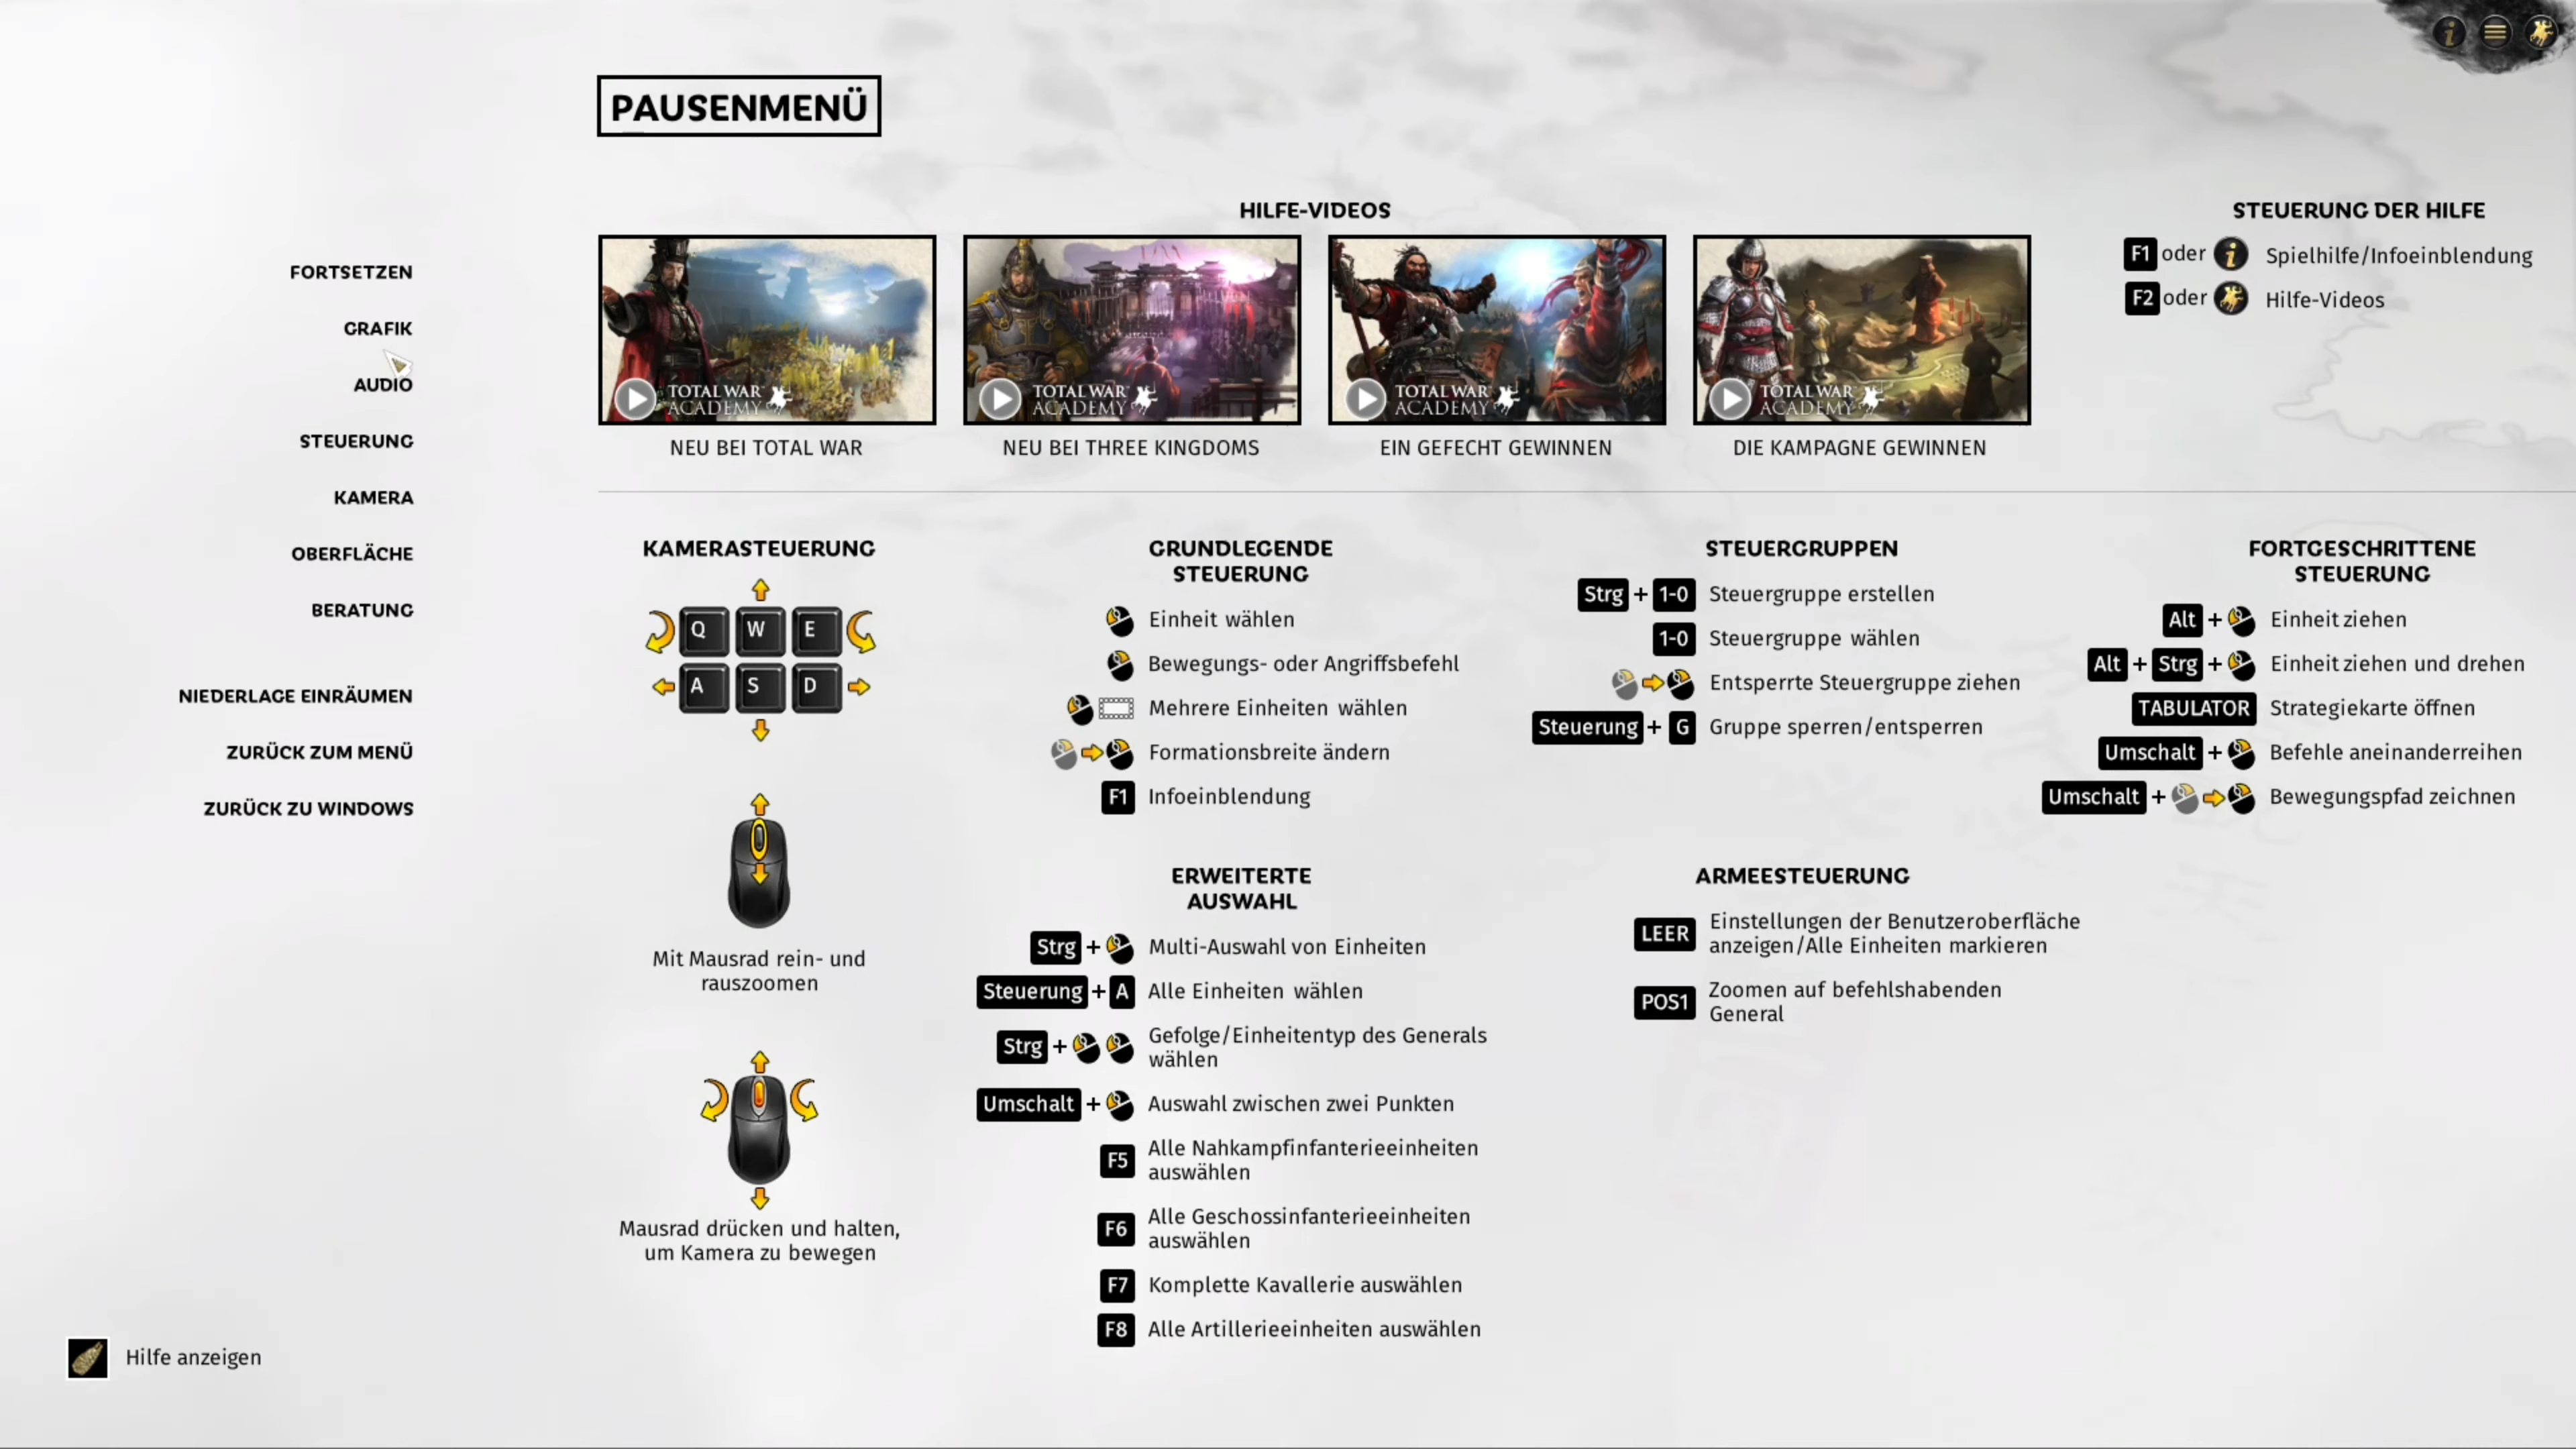 PAUSENMENÜ
FORTSETZEN
GRAFIK
AUDIO
STEUERUNG
KAMERA
OBERFLÄCHE
BERATUNG
NIEDERLAGE EINRÄUMEN
ZURÜCK ZUM MENÜ
ZURÜCK ZU WINDOWS
Hilfe anzeigen
HILFE-VIDEOS
TOTAL WAR
ACADEMY
NEU BEI TOTAL WAR
TOTAL WAR
ACADEMY
NEU BEI THREE KINGDOMS
TOTAL WAR
ACADEMY
EIN GEFECHT GEWINNEN
TOTAL WAR
ACADEMY
DIE KAMPAGNE GEWINNEN
STEUERUNG DER HILFE
F1 oder i Spielhilfe/Infoeinblendung
F2 oder Hilfe-Videos
KAMERASTEUERUNG
Q W E
A S D
Mit Mausrad rein- und
rauszoomen
Mausrad drücken und halten,
um Kamera zu bewegen
GRUNDLEGENDE
STEUERUNG
Einheit wählen
Bewegungs- oder Angriffsbefehl
Mehrere Einheiten wählen
Formationsbreite ändern
F1 Infoeinblendung
ERWEITERTE
AUSWAHL
Strg + Multi-Auswahl von Einheiten
Steuerung + A Alle Einheiten wählen
Strg + Gefolge/Einheitentyp des Generals
wählen
Umschalt + Auswahl zwischen zwei Punkten
F5 Alle Nahkampfinfanterieeinheiten
auswählen
F6 Alle Geschossinfanterieeinheiten
auswählen
F7 Komplette Kavallerie auswählen
F8 Alle Artillerieeinheiten auswählen
STEUERGRUPPEN
Strg + 1-0 Steuergruppe erstellen
1-0 Steuergruppe wählen
Entsperrte Steuergruppe ziehen
Steuerung + G Gruppe sperren/entsperren
ARMEESTEUERUNG
LEER Einstellungen der Benutzeroberfläche
anzeigen/Alle Einheiten markieren
POS1 Zoomen auf befehlshabenden
General
FORTGESCHRITTENE
STEUERUNG
Alt + Einheit ziehen
Alt + Strg + Einheit ziehen und drehen
TABULATOR Strategiekarte öffnen
Umschalt + Befehle aneinanderreihen
Umschalt + Bewegungspfad zeichnen